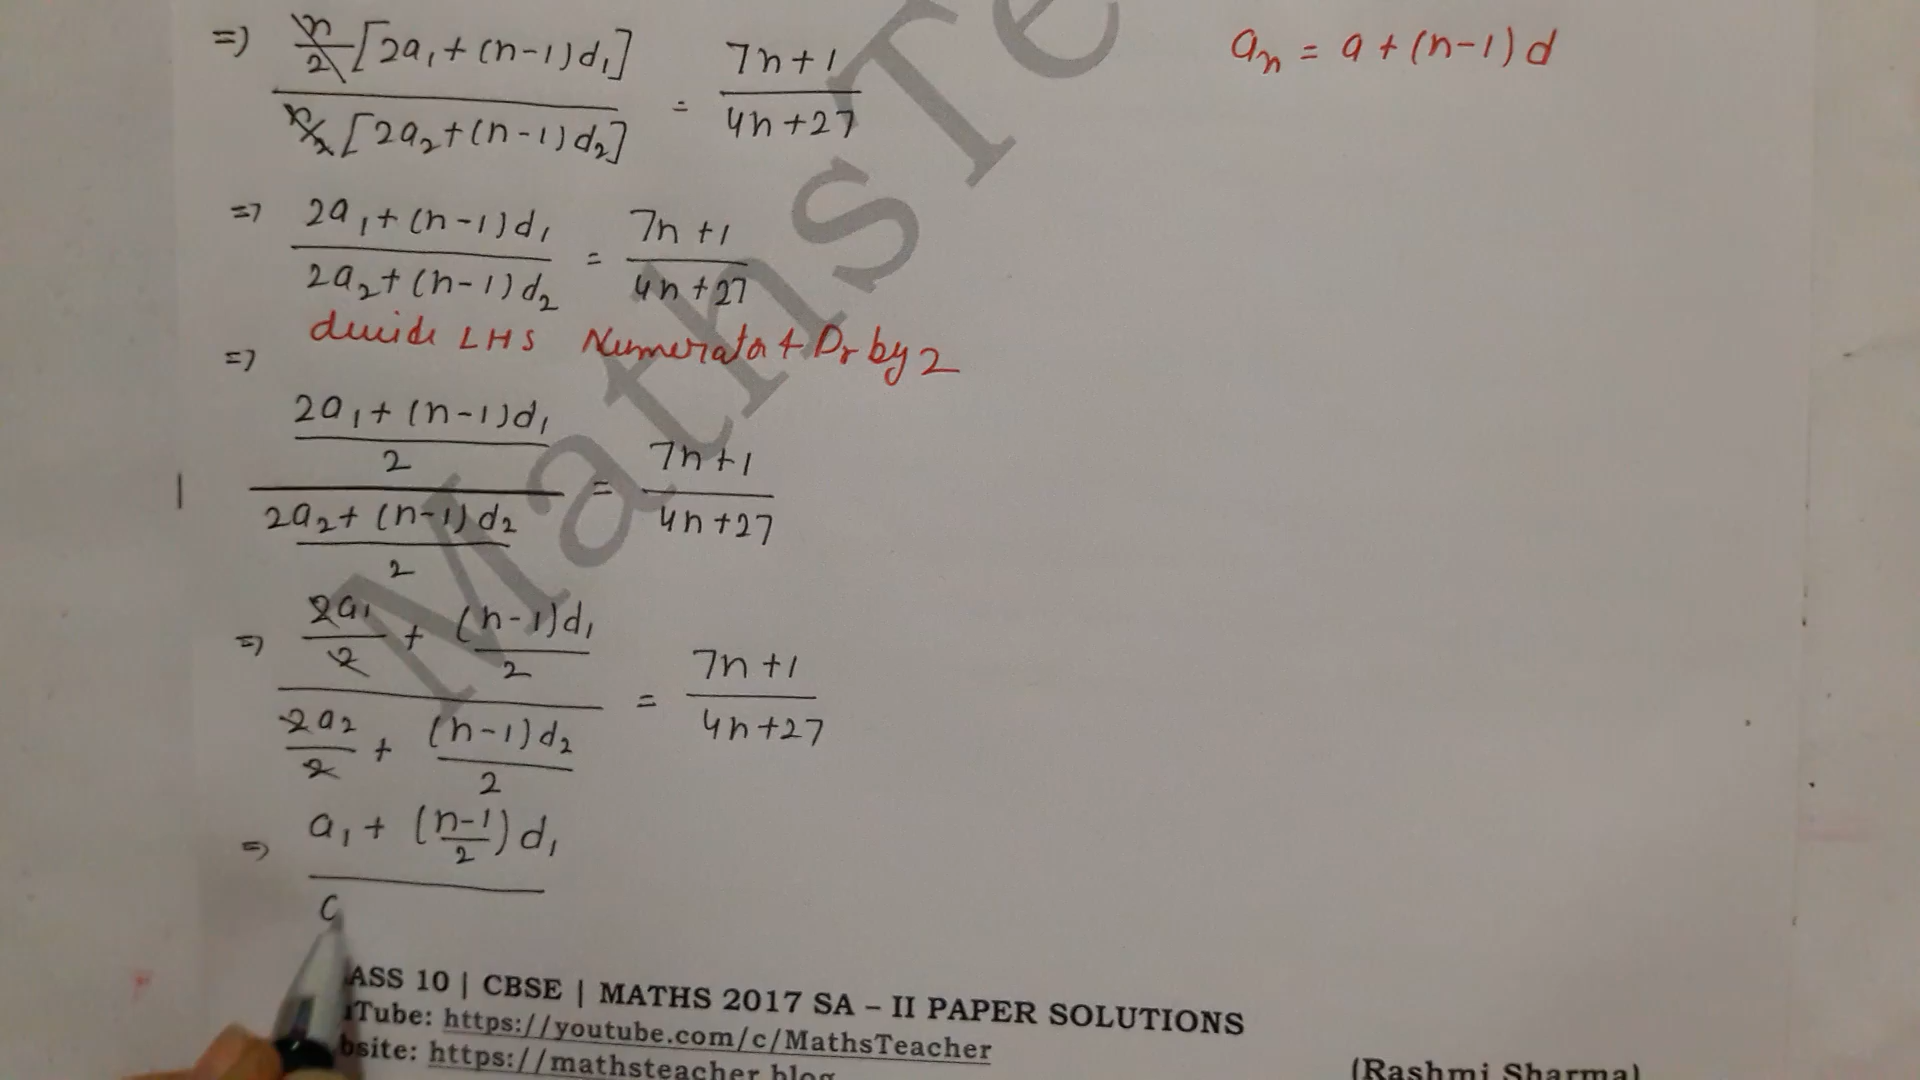 => n/2 [2a₁ + (n-1)d₁] / n/2 [2a₂ + (n-1)d₂] = 7n+1 / 4n+27
aₙ = a + (n-1)d
=> 2a₁ + (n-1)d₁ / 2a₂ + (n-1)d₂ = 7n+1 / 4n+27
divide LHS Numerator + Dr by 2
=>
2a₁ + (n-1)d₁ / 2 / 2a₂ + (n-1)d₂ / 2 = 7n+1 / 4n+27
=> 2a₁/2 + (n-1)d₁/2 / 2a₂/2 + (n-1)d₂/2 = 7n+1 / 4n+27
=> a₁ + (n-1/2) d₁
ASS 10 | CBSE | MATHS 2017 SA – II PAPER SOLUTIONS
Tube: https://youtube.com/c/MathsTeacher
bsite: https://mathsteacher.blog
(Rashmi Sharma)
MathsTe